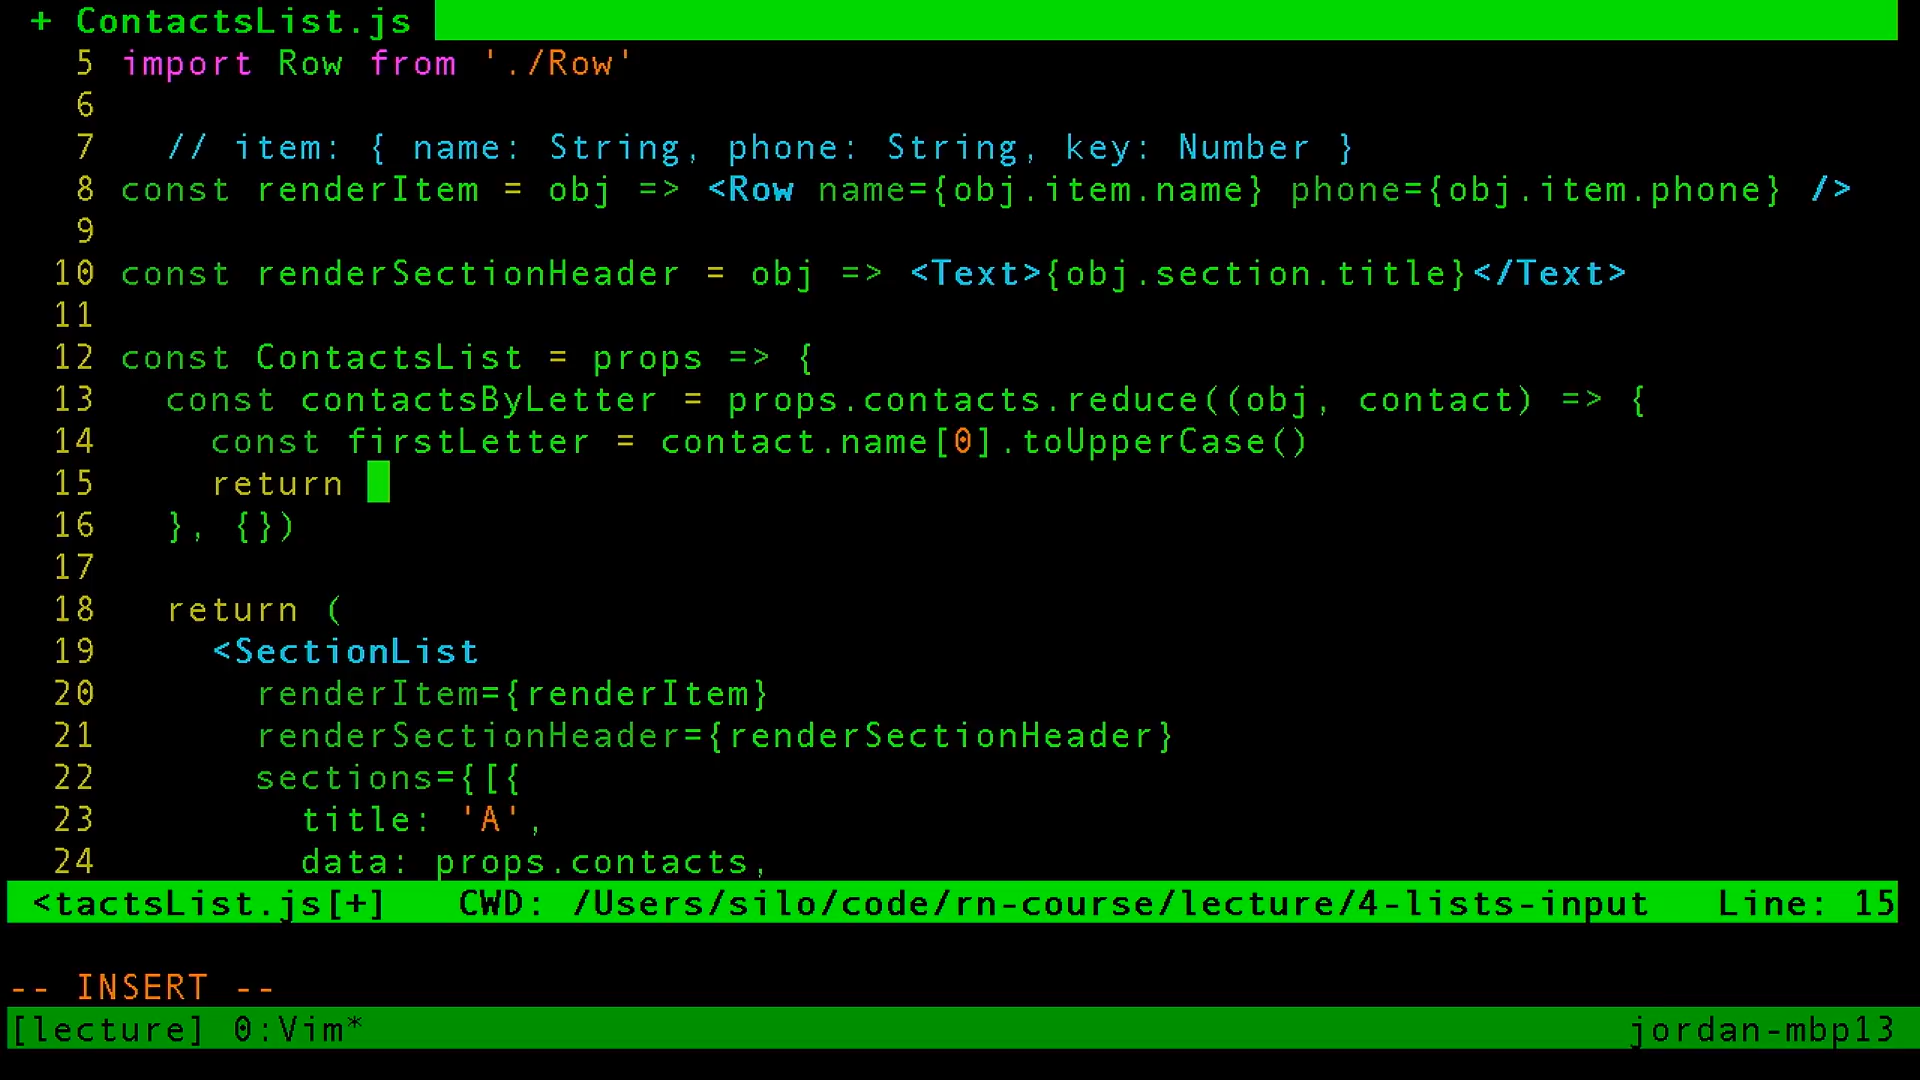 + ContactsList.js
5 import Row from './Row'
6
7   // item: { name: String, phone: String, key: Number }
8 const renderItem = obj => <Row name={obj.item.name} phone={obj.item.phone} />
9
10 const renderSectionHeader = obj => <Text>{obj.section.title}</Text>
11
12 const ContactsList = props => {
13   const contactsByLetter = props.contacts.reduce((obj, contact) => {
14     const firstLetter = contact.name[0].toUpperCase()
15     return
16   }, {})
17
18   return (
19     <SectionList
20       renderItem={renderItem}
21       renderSectionHeader={renderSectionHeader}
22       sections={[{
23         title: 'A',
24         data: props.contacts,
<tactsList.js[+]   CWD: /Users/silo/code/rn-course/lecture/4-lists-input   Line: 15
-- INSERT --
[lecture] 0:Vim* jordan-mbp13